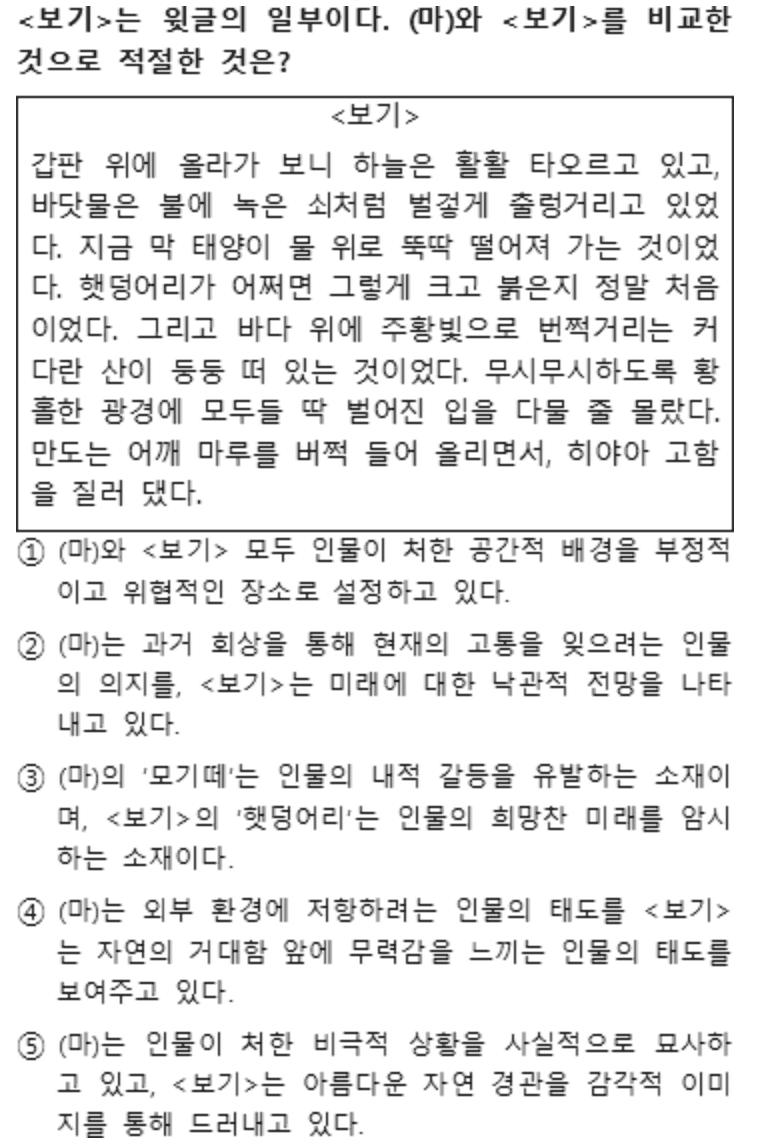 <보기>는 윗글의 일부이다. (마)와 <보기>를 비교한
것으로 적절한 것은?
<보기>
갑판 위에 올라가 보니 하늘은 활활 타오르고 있고,
바닷물은 불에 녹은 쇠처럼 벌겋게 출렁거리고 있었
다. 지금 막 태양이 물 위로 뚝딱 떨어져 가는 것이었
다. 햇덩어리가 어쩌면 그렇게 크고 붉은지 정말 처음
이었다. 그리고 바다 위에 주황빛으로 번쩍거리는 커
다란 산이 둥둥 떠 있는 것이었다. 무시무시하도록 황
홀한 광경에 모두들 딱 벌어진 입을 다물 줄 몰랐다.
만도는 어깨 마루를 버쩍 들어 올리면서, 히야아 고함
을 질러 댔다.
① (마)와 <보기> 모두 인물이 처한 공간적 배경을 부정적
이고 위협적인 장소로 설정하고 있다.
② (마)는 과거 회상을 통해 현재의 고통을 잊으려는 인물
의 의지를, <보기>는 미래에 대한 낙관적 전망을 나타
내고 있다.
③ (마)의 '모기떼'는 인물의 내적 갈등을 유발하는 소재이
며, <보기>의 '햇덩어리'는 인물의 희망찬 미래를 암시
하는 소재이다.
④ (마)는 외부 환경에 저항하려는 인물의 태도를 <보기>
는 자연의 거대함 앞에 무력감을 느끼는 인물의 태도를
보여주고 있다.
⑤ (마)는 인물이 처한 비극적 상황을 사실적으로 묘사하
고 있고, <보기>는 아름다운 자연 경관을 감각적 이미
지를 통해 드러내고 있다.